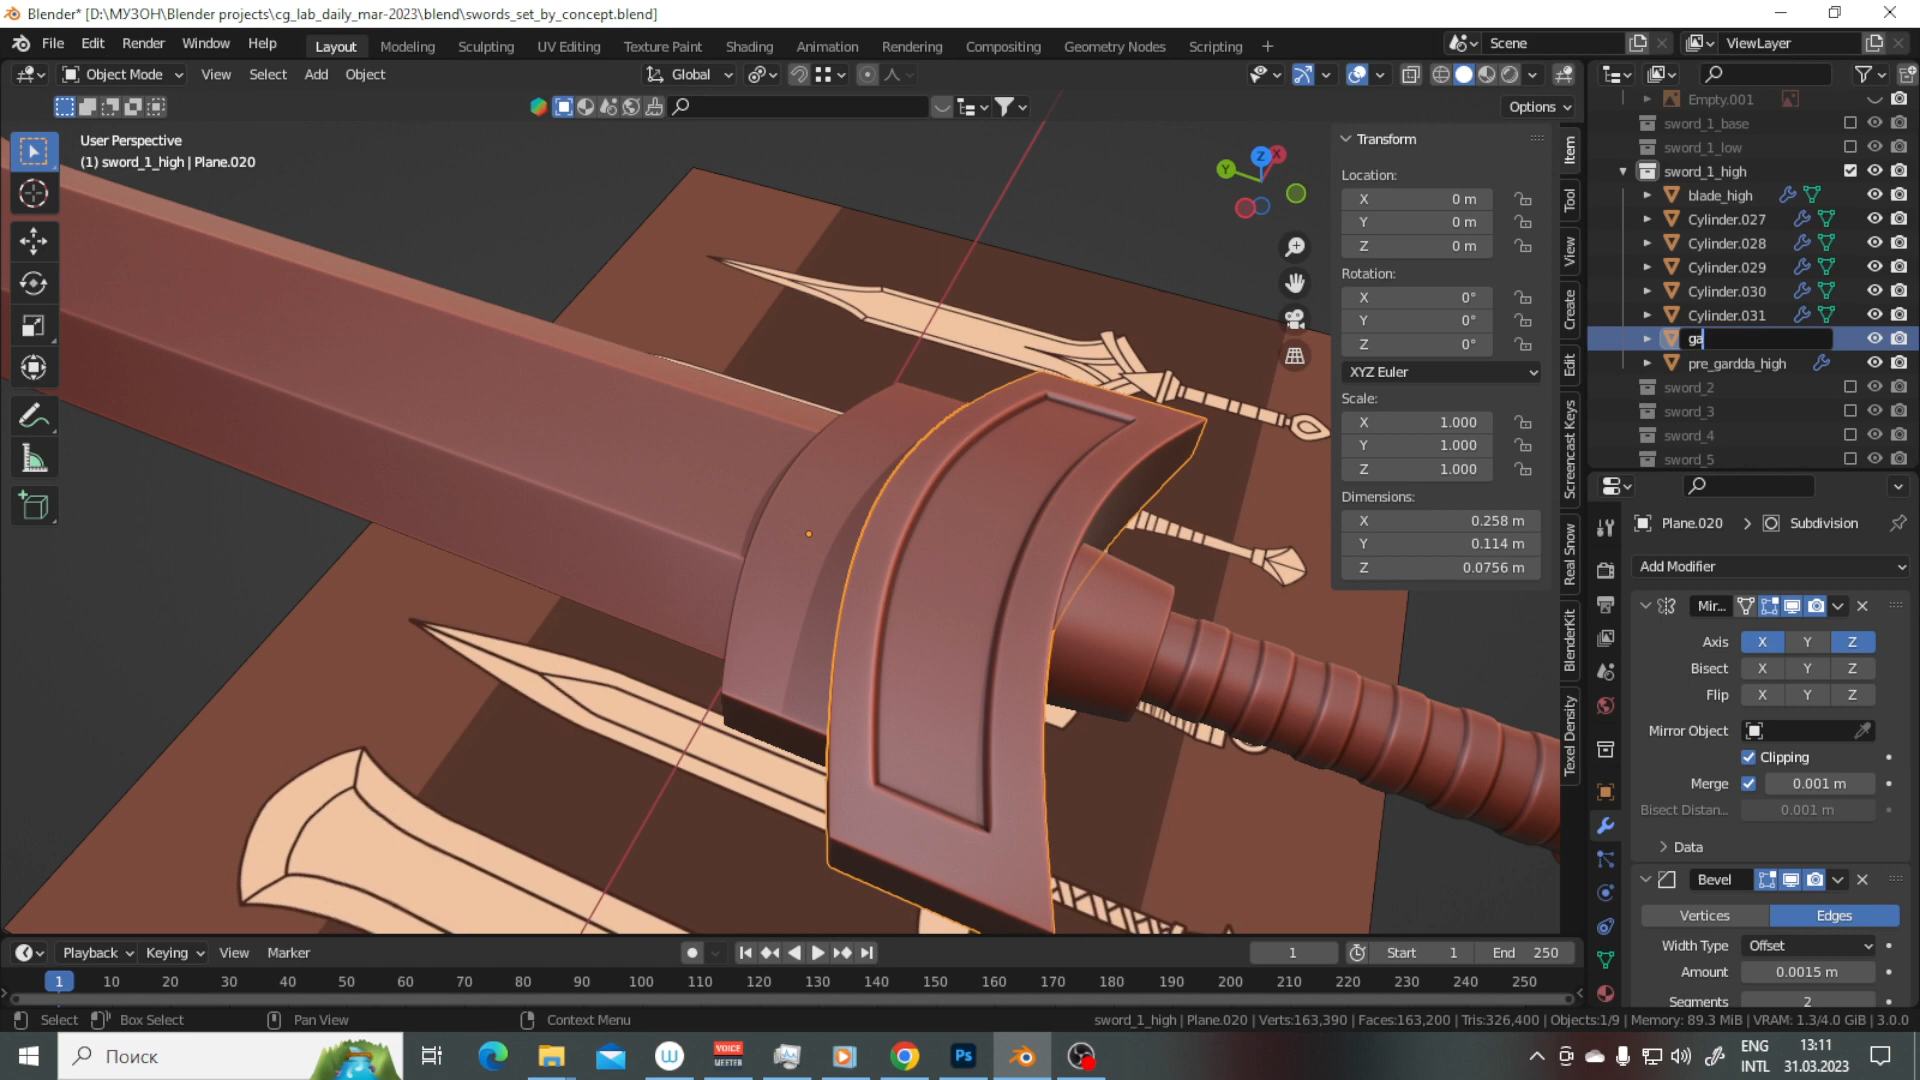 Blender* [D:\МУЗОН\Blender projects\cg_lab_daily_mar-2023\blend\swords_set_by_concept.blend]
File Edit Render Window Help
Layout Modeling Sculpting UV Editing Texture Paint Shading Animation Rendering Compositing Geometry Nodes Scripting +
Scene
ViewLayer
Object Mode View Select Add Object
Global
Options
User Perspective
(1) sword_1_high | Plane.020
Z X Y
Transform
Location:
X 0 m
Y 0 m
Z 0 m
Rotation:
X 0°
Y 0°
Z 0°
XYZ Euler
Scale:
X 1.000
Y 1.000
Z 1.000
Dimensions:
X 0.258 m
Y 0.114 m
Z 0.0756 m
Item
Tool
View
Create
Edit
Screencast Keys
Real Snow
BlenderKit
Texel Density
Empty.001
sword_1_base
sword_1_low
sword_1_high
blade_high
Cylinder.027
Cylinder.028
Cylinder.029
Cylinder.030
Cylinder.031
ga
pre_gardda_high
sword_2
sword_3
sword_4
sword_5
Plane.020 > Subdivision
Add Modifier
Mir...
Axis X Y Z
Bisect X Y Z
Flip X Y Z
Mirror Object
Clipping
Merge 0.001 m
Bisect Distan... 0.001 m
Data
Bevel
Vertices Edges
Width Type Offset
Amount 0.0015 m
Segments 2
Playback Keying View Marker
1 Start 1 End 250
1 10 20 30 40 50 60 70 80 90 100 110 120 130 140 150 160 170 180 190 200 210 220 230 240 250
Select Box Select Pan View Context Menu
sword_1_high | Plane.020 | Verts:163,390 | Faces:163,200 | Tris:326,400 | Objects:1/9 | Memory: 89.3 MiB | VRAM: 1.3/4.0 GiB | 3.0.0
Поиск
VOICE
MEETER
Ps
ENG
INTL
13:11
31.03.2023